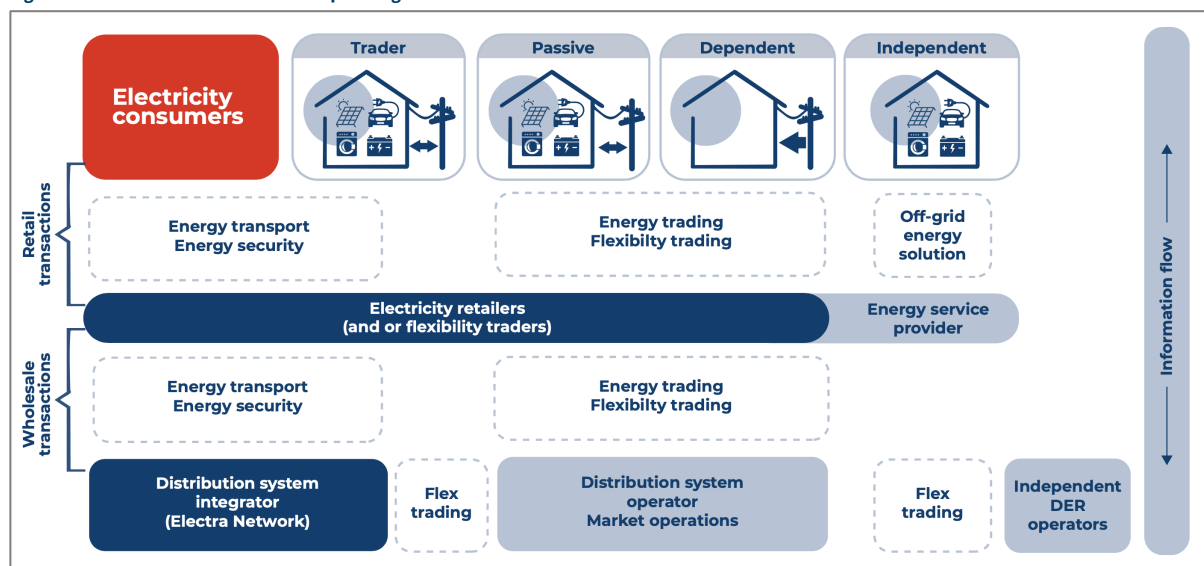 Trader
Passive
Dependent
Independent
Electricity
consumers
Retail
transactions
Energy transport
Energy security
Energy trading
Flexibilty trading
Off-grid
energy
solution
Information flow
Electricity retailers
(and or flexibility traders)
Energy service
provider
Wholesale
transactions
Energy transport
Energy security
Energy trading
Flexibilty trading
Distribution system
integrator
(Electra Network)
Flex
trading
Distribution system
operator
Market operations
Flex
trading
Independent
DER
operators